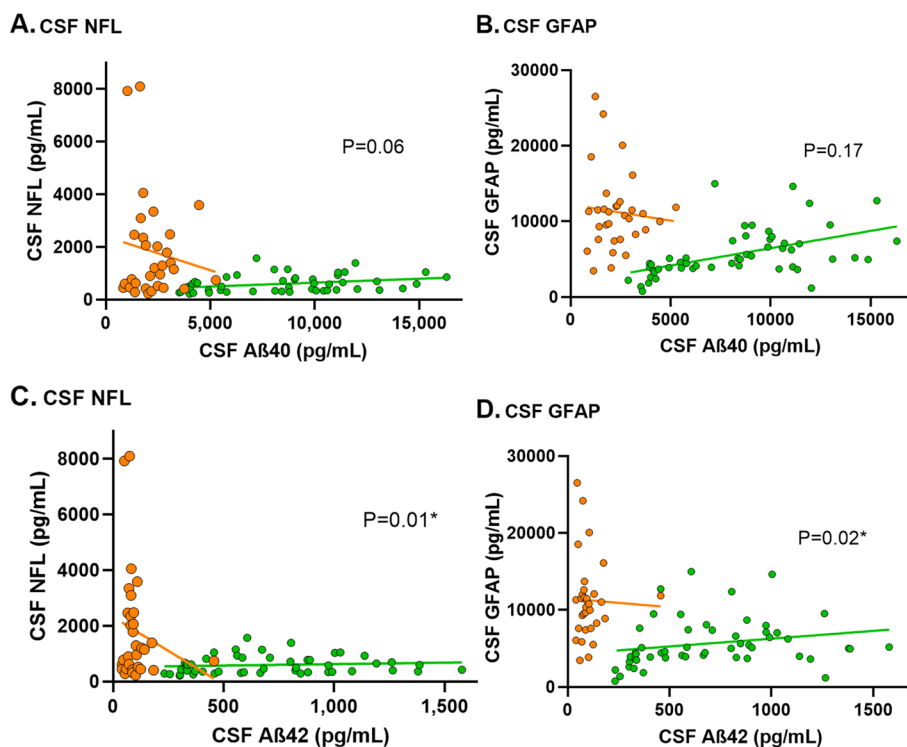 A. CSF NFL
8000
6000
4000
2000
0
CSF NFL (pg/mL)
P=0.06
0
5,000
10,000
15,000
CSF Aß40 (pg/mL)
B. CSF GFAP
30000
20000
10000
0
CSF GFAP (pg/mL)
P=0.17
0
5000
10000
15000
CSF Aß40 (pg/mL)
C. CSF NFL
8000
6000
4000
2000
0
CSF NFL (pg/mL)
P=0.01*
0
500
1,000
1,500
CSF Aß42 (pg/mL)
D. CSF GFAP
30000
20000
10000
0
CSF GFAP (pg/mL)
P=0.02*
0
500
1000
1500
CSF Aß42 (pg/mL)